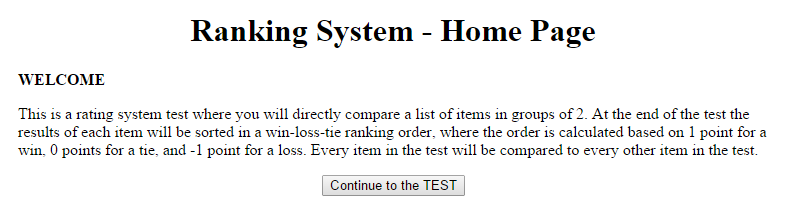 Ranking System - Home Page
WELCOME
This is a rating system test where you will directly compare a list of items in groups of 2. At the end of the test the
results of each item will be sorted in a win-loss-tie ranking order, where the order is calculated based on 1 point for a
win, 0 points for a tie, and -1 point for a loss. Every item in the test will be compared to every other item in the test.
Continue to the TEST